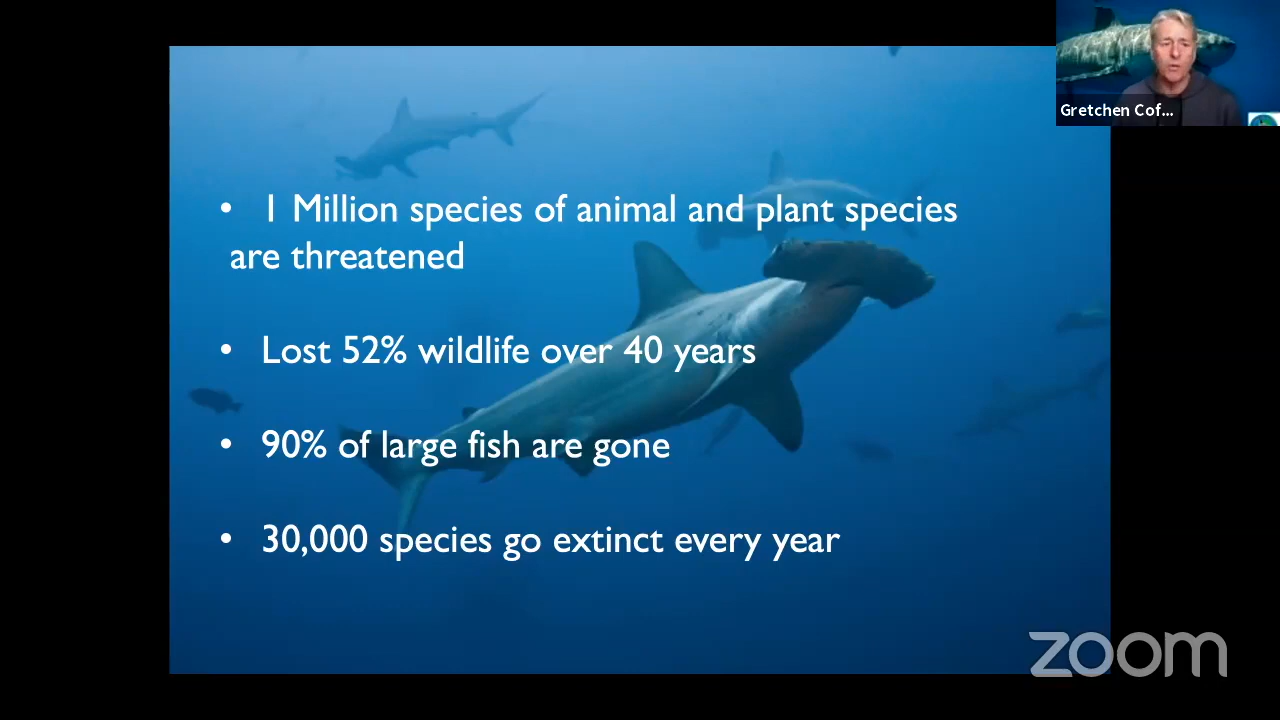 Gretchen Cof...
• 1 Million species of animal and plant species
are threatened
• Lost 52% wildlife over 40 years
• 90% of large fish are gone
• 30,000 species go extinct every year
zoom